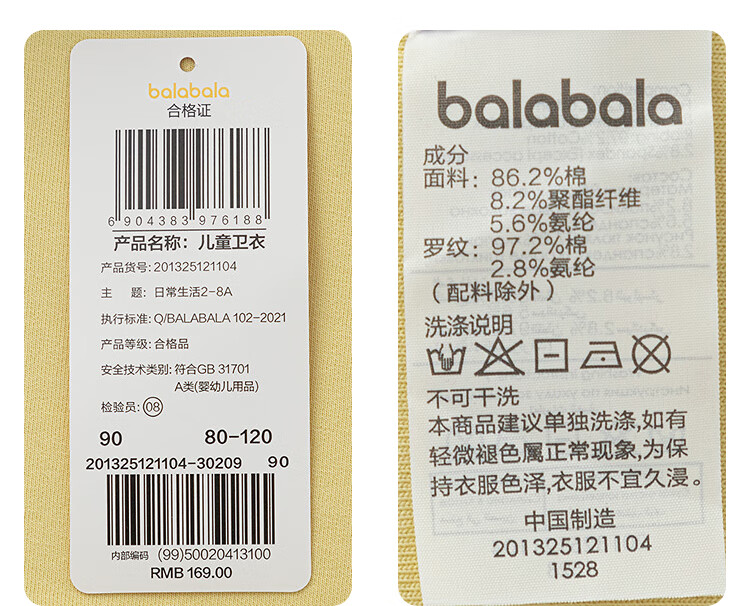 balabala
合格证
6 904383 976188
产品名称：儿童卫衣
产品货号:201325121104
主 题: 日常生活2-8A
执行标准: Q/BALABALA 102-2021
产品等级: 合格品
安全技术类别: 符合GB 31701
A类(婴幼儿用品)
检验员: 08
90 80-120
201325121104-30209 90
内部编码 (99)50020413100
RMB 169.00
balabala
成分
面料：86.2%棉
8.2%聚酯纤维
5.6%氨纶
罗纹：97.2%棉
2.8%氨纶
（配料除外）
洗涤说明
不可干洗
本商品建议单独洗涤,如有
轻微褪色属正常现象,为保
持衣服色泽,衣服不宜久浸。
中国制造
201325121104
1528